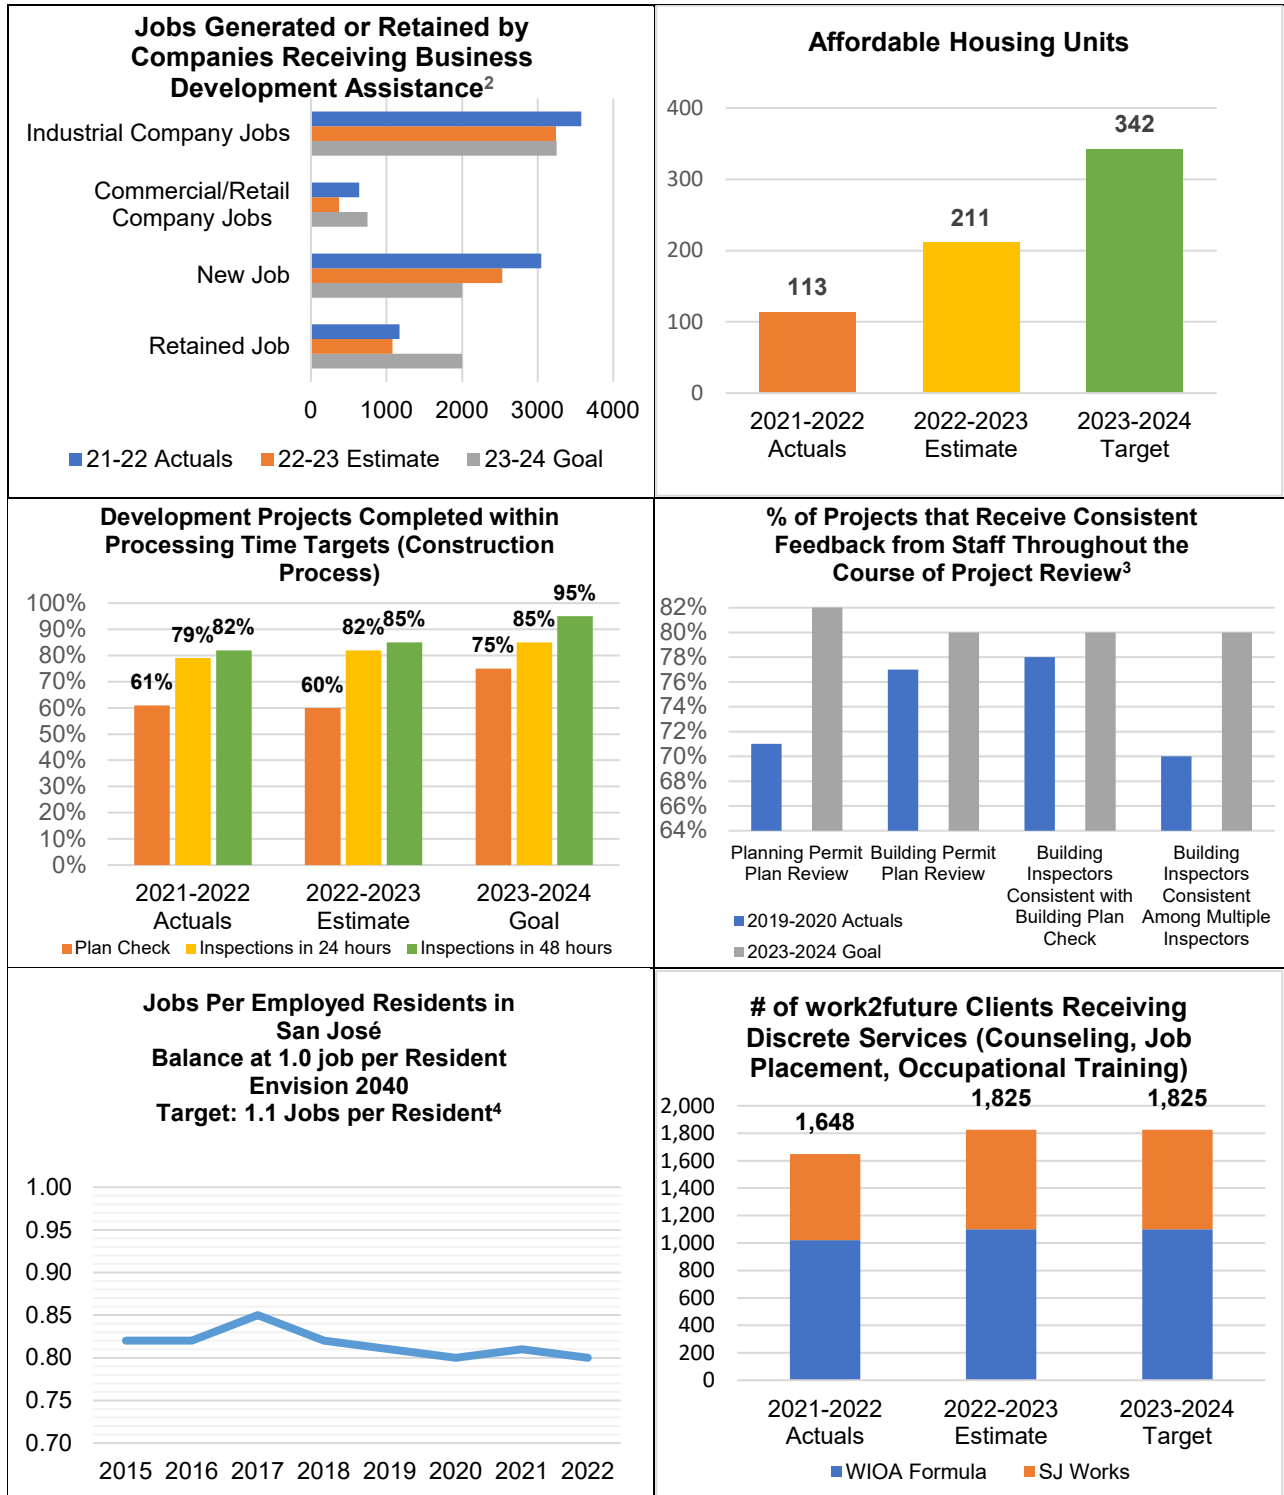 Jobs Generated or Retained by
Companies Receiving Business
Development Assistance²
Industrial Company Jobs
Commercial/Retail
Company Jobs
New Job
Retained Job
0 1000 2000 3000 4000
21-22 Actuals 22-23 Estimate 23-24 Goal
Affordable Housing Units
400
300
200
100
0
113
211
342
2021-2022
Actuals
2022-2023
Estimate
2023-2024
Target
Development Projects Completed within
Processing Time Targets (Construction
Process)
100%
90%
80%
70%
60%
50%
40%
30%
20%
10%
0%
61% 79% 82%
60% 82% 85%
75% 85% 95%
2021-2022
Actuals
2022-2023
Estimate
2023-2024
Goal
Plan Check Inspections in 24 hours Inspections in 48 hours
% of Projects that Receive Consistent
Feedback from Staff Throughout the
Course of Project Review³
82%
80%
78%
76%
74%
72%
70%
68%
66%
64%
Planning Permit
Plan Review
Building Permit
Plan Review
Building
Inspectors
Consistent with
Building Plan
Check
Building
Inspectors
Consistent
Among Multiple
Inspectors
2019-2020 Actuals
2023-2024 Goal
Jobs Per Employed Residents in
San José
Balance at 1.0 job per Resident
Envision 2040
Target: 1.1 Jobs per Resident⁴
1.00
0.95
0.90
0.85
0.80
0.75
0.70
2015 2016 2017 2018 2019 2020 2021 2022
# of work2future Clients Receiving
Discrete Services (Counseling, Job
Placement, Occupational Training)
2,000
1,800
1,600
1,400
1,200
1,000
800
600
400
200
0
1,648
1,825
1,825
2021-2022
Actuals
2022-2023
Estimate
2023-2024
Target
WIOA Formula SJ Works